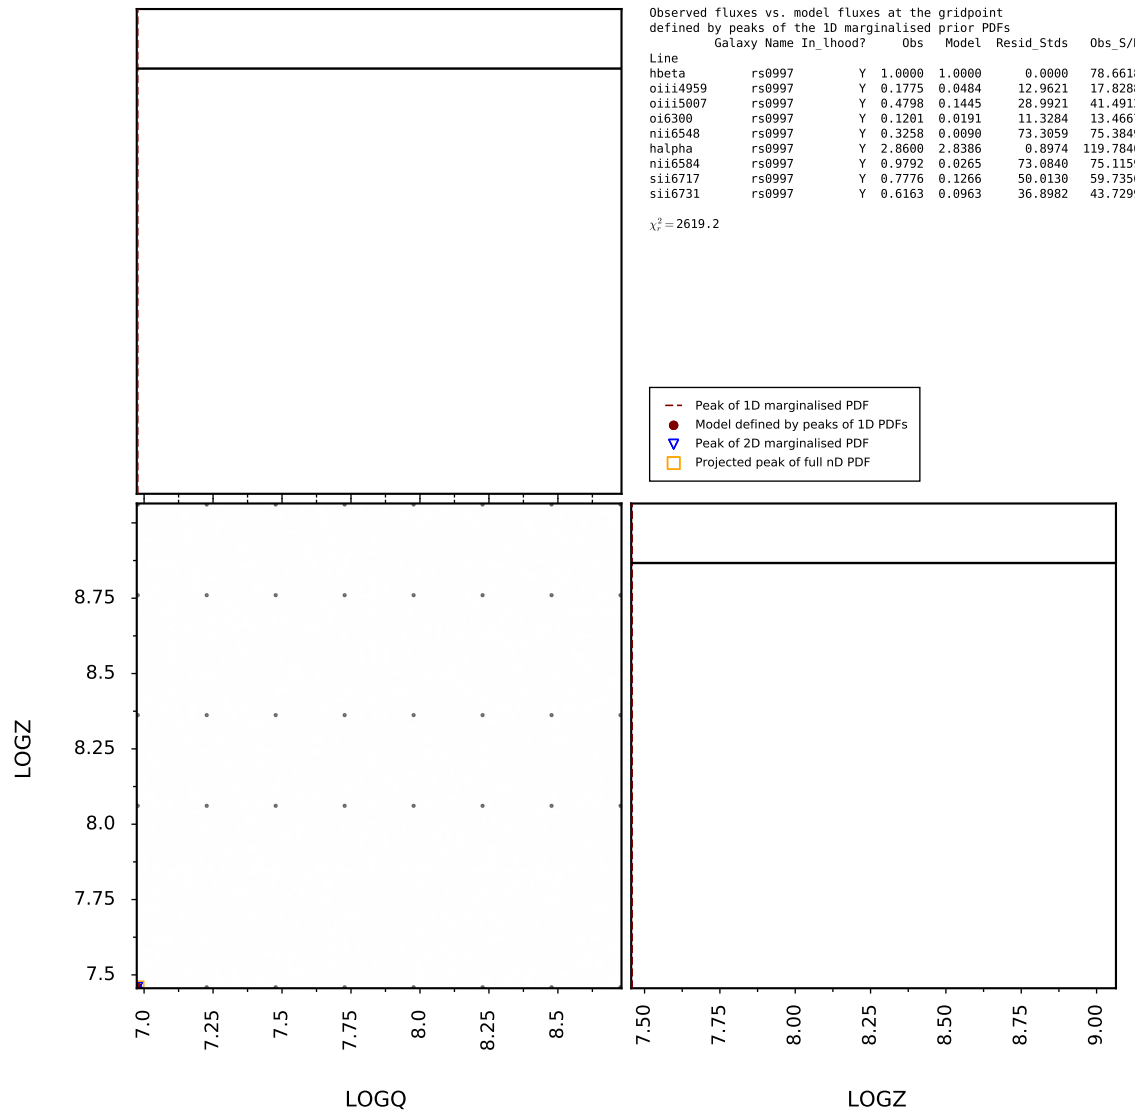 Observed fluxes vs. model fluxes at the gridpoint
defined by peaks of the 1D marginalised prior PDFs
Galaxy Name In_lhood? Obs Model Resid_Stds
Line
hbeta rs0997 Y 1.0000 1.0000 0.0000 78.661
oiii4959 rs0997 Y 0.1775 0.0484 12.9621 17.828
oiii5007 rs0997 Y 0.4798 0.1445 28.9921 41.491
oi6300 rs0997 Y 0.1201 0.0191 11.3284 13.466
nii6548 rs0997 Y 0.3258 0.0090 73.3059 75.384
halpha rs0997 Y 2.8600 2.8386 0.8974 119.784
nii6584 rs0997 Y 0.9792 0.0265 73.0840 75.115
sii6717 rs0997 Y 0.7776 0.1266 50.0130 59.735
sii6731 rs0997 Y 0.6163 0.0963 36.8982 43.729
χ²ᵣ = 2619.2
Peak of 1D marginalised PDF
Model defined by peaks of 1D PDFs
Peak of 2D marginalised PDF
Projected peak of full nD PDF
8.75
8.5
8.25
8.0
7.75
7.5
LOGZ
7.0 7.25 7.5 7.75 8.0 8.25 8.5
7.50 7.75 8.00 8.25 8.50 8.75 9.00
LOGQ
LOGZ